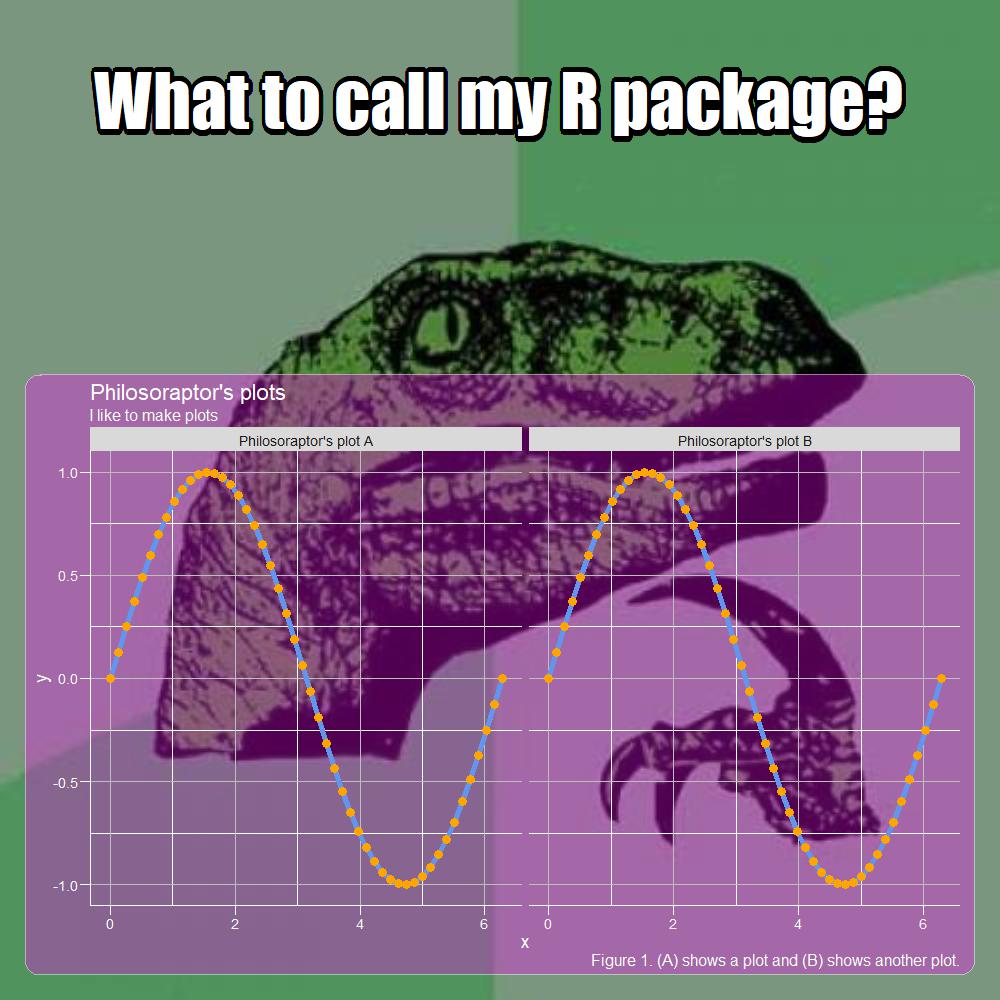 What to call my R package?
Philosoraptor's plots
I like to make plots
Philosoraptor's plot A
Philosoraptor's plot B
1.0
0.5
0.0
-0.5
-1.0
y
0 2 4 6
0 2 4 6
x
Figure 1. (A) shows a plot and (B) shows another plot.